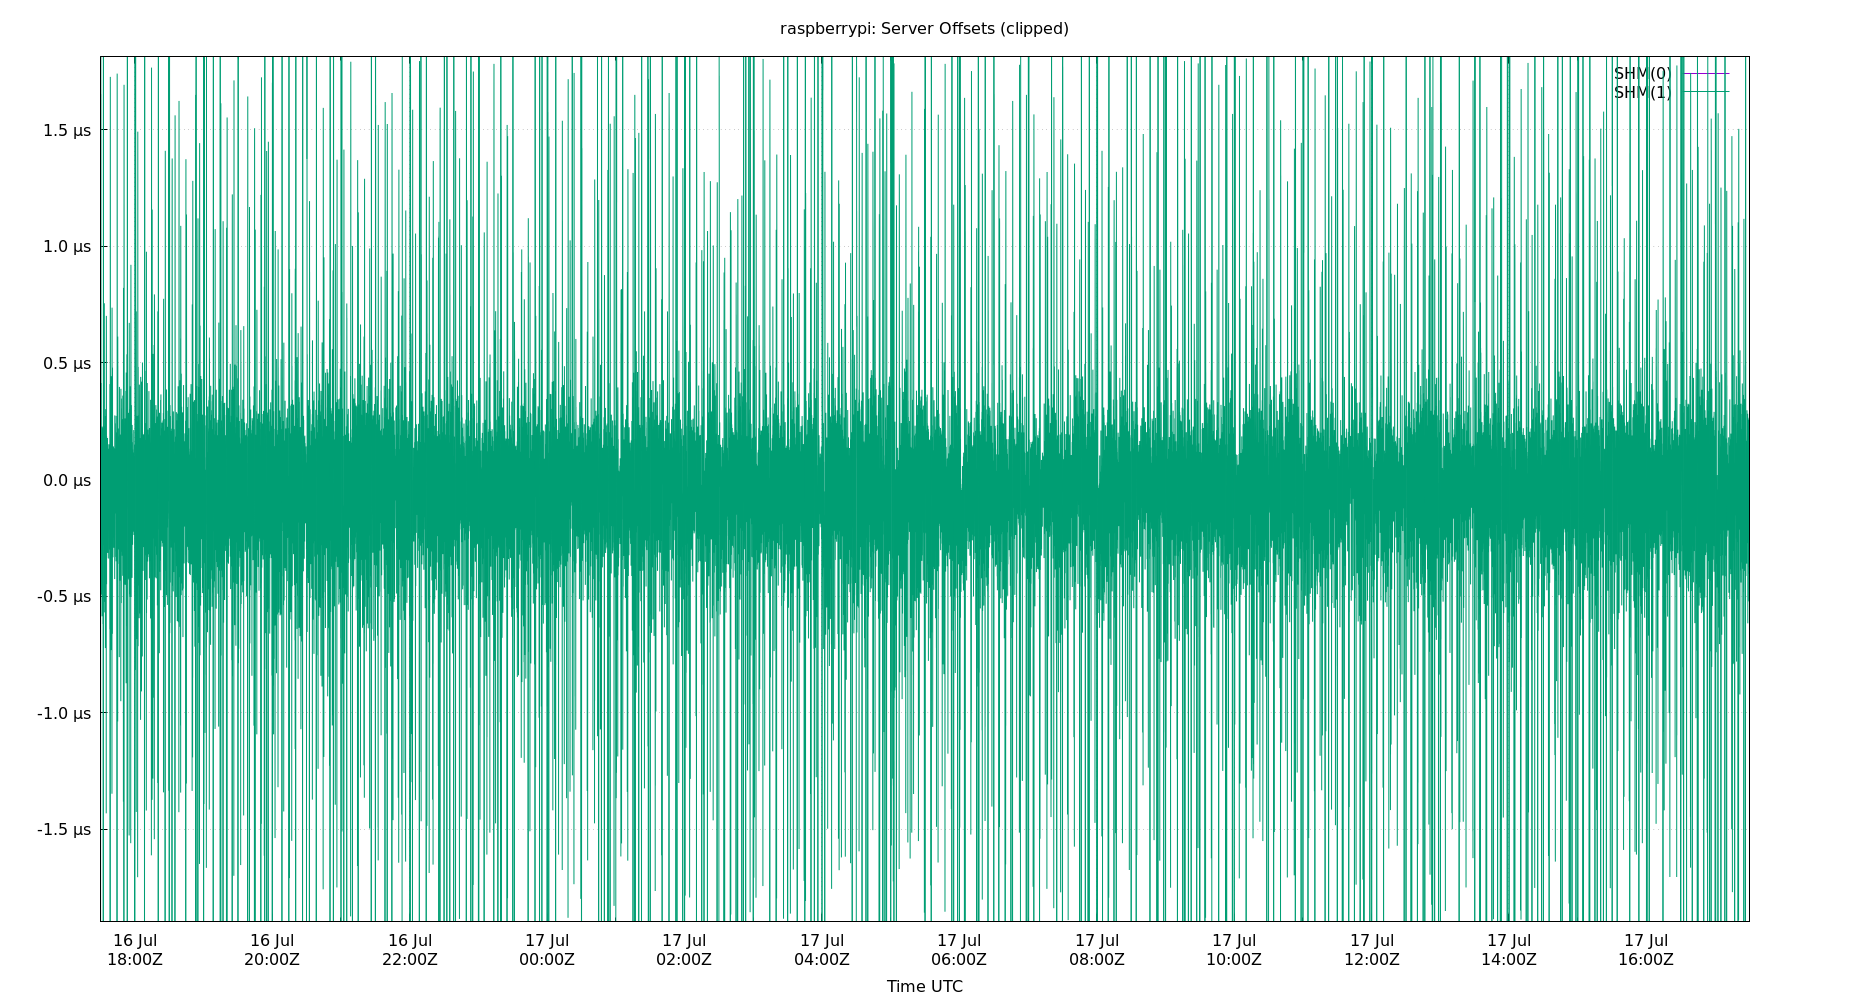 raspberrypi: Server Offsets (clipped)
SHM(0)
SHM(1)
1.5 µs
1.0 µs
0.5 µs
0.0 µs
-0.5 µs
-1.0 µs
-1.5 µs
16 Jul 16 Jul 16 Jul 17 Jul 17 Jul 17 Jul 17 Jul 17 Jul 17 Jul 17 Jul 17 Jul 17 Jul
18:00Z 20:00Z 22:00Z 00:00Z 02:00Z 04:00Z 06:00Z 08:00Z 10:00Z 12:00Z 14:00Z 16:00Z
Time UTC